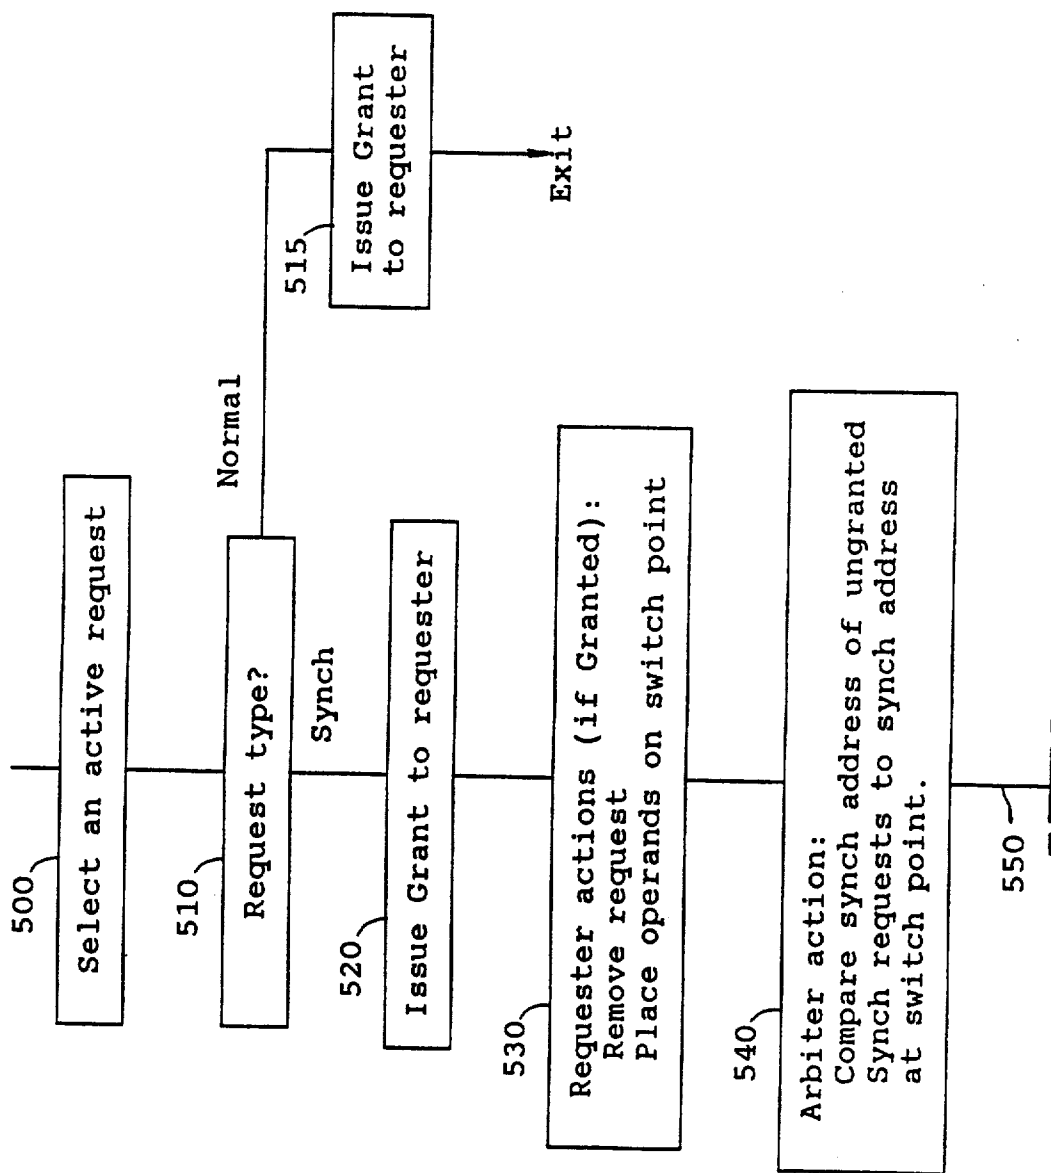 500
Select an active request
510
Request type?
Normal
515
Issue Grant
to requester
Exit
Synch
520
Issue Grant to requester
530
Requester actions (if Granted):
Remove request
Place operands on switch point
540
Arbiter action:
Compare synch address of ungranted
Synch requests to synch address
at switch point.
550